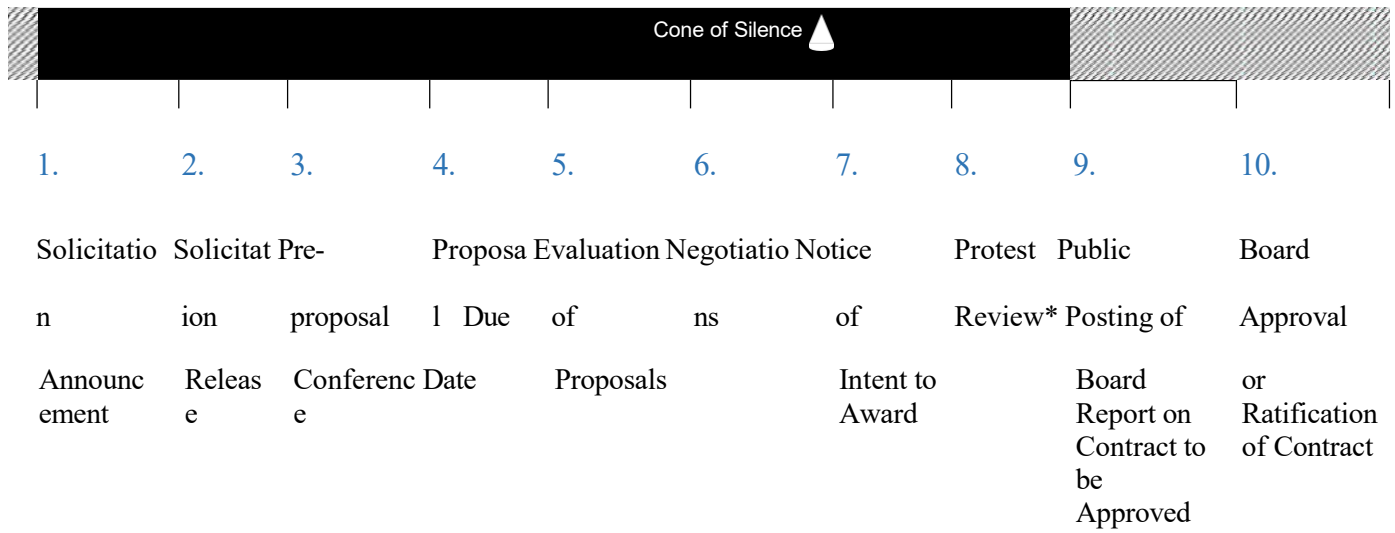 Cone of Silence
1. 2. 3. 4. 5. 6. 7. 8. 9. 10.
Solicitatio Solicitat Pre- Proposa Evaluation Negotiatio Notice Protest Public Board
n ion proposal l Due of ns of Review* Posting of Approval
Announc Releas Conferenc Date Proposals Intent to Board or
ement e e Award Report on Ratification
Contract to of Contract
be
Approved